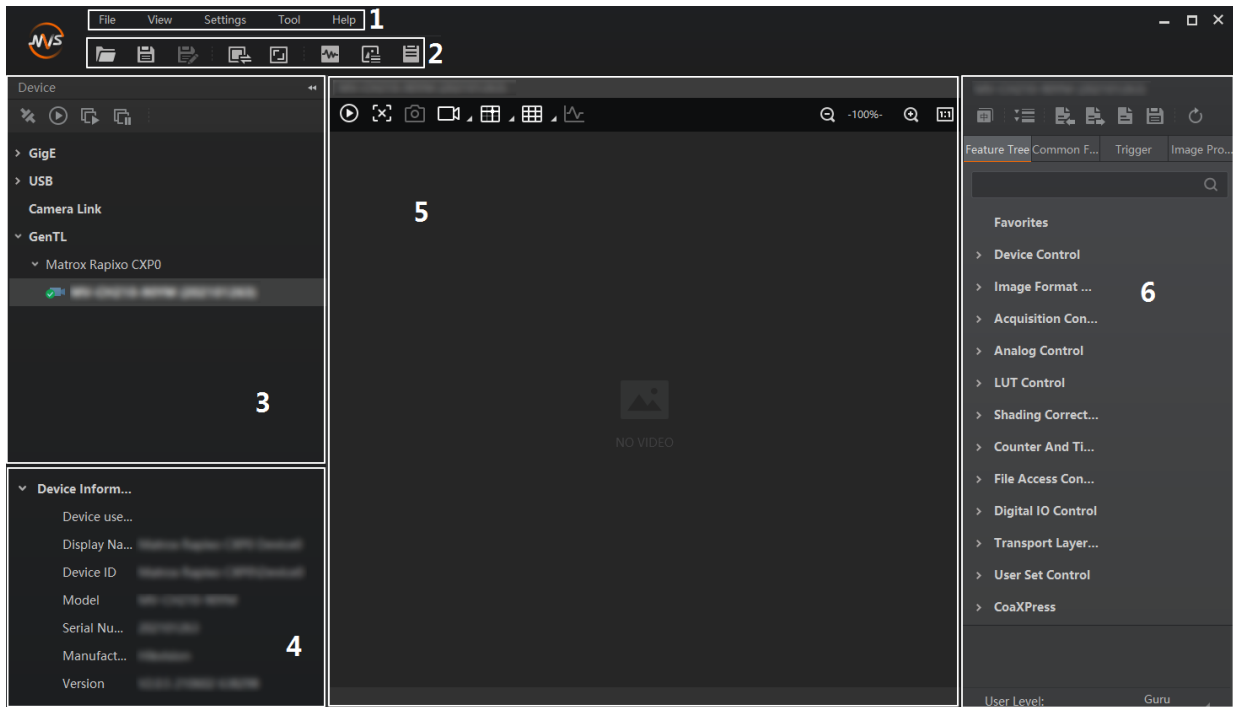 File View Settings Tool Help 1
MVS
2
Device
-100%- 1:1
Feature Tree Common F... Trigger Image Pro...
GigE
USB
Camera Link
GenTL
Matrox Rapixo CXP0
3
5
NO VIDEO
Favorites
Device Control
Image Format ...
6
Acquisition Con...
Analog Control
LUT Control
Shading Correct...
Counter And Ti...
File Access Con...
Digital IO Control
Transport Layer...
User Set Control
CoaXPress
Device Inform...
Device use...
Display Na...
Device ID
Model
Serial Nu...
Manufact...
Version
4
User Level: Guru